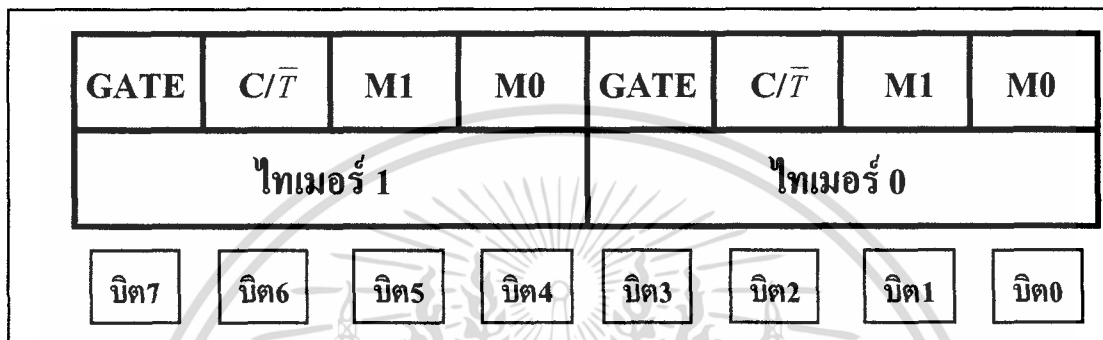 GATE C/T̅ M1 M0 GATE C/T̅ M1 M0
ไทเมอร์ 1 ไทเมอร์ 0
บิต7 บิต6 บิต5 บิต4 บิต3 บิต2 บิต1 บิต0